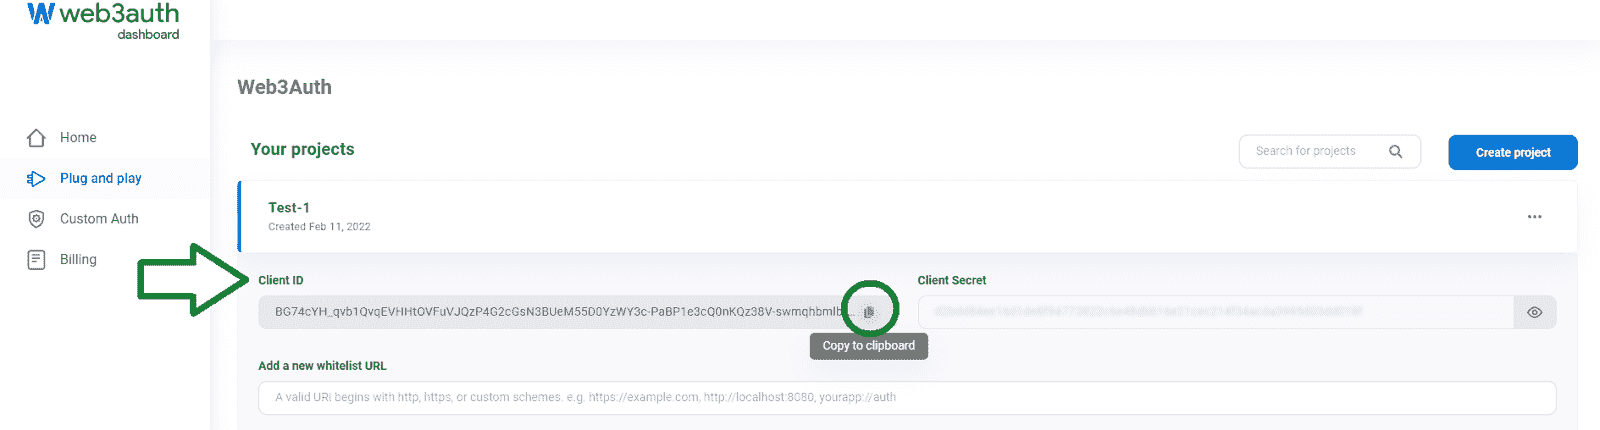 web3auth
dashboard
Web3Auth
Home
Your projects
Search for projects
Create project
Plug and play
Test-1
Created Feb 11, 2022
Custom Auth
Billing
Client ID
Client Secret
BG74cYH_qvb1QvqEVHHtOVFuVJQzP4G2cGsN3BUeM55D0YzWY3c-PaBP1e3cQ0nKQz38V-swmqhbmlb...
Copy to clipboard
Add a new whitelist URL
A valid URI begins with http, https, or custom schemes. e.g. https://example.com, http://localhost:8080, yourapp://auth